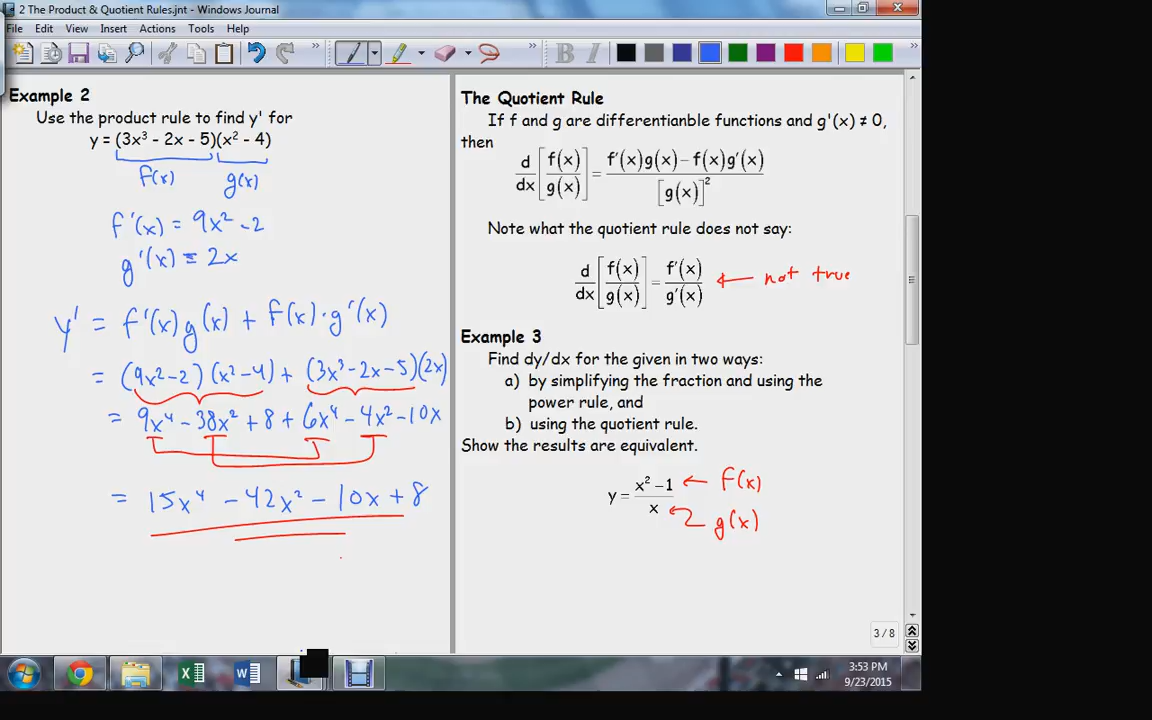 2 The Product & Quotient Rules.jnt - Windows Journal
File Edit View Insert Actions Tools Help
Example 2
Use the product rule to find y' for
y = (3x³ - 2x - 5)(x² - 4)
f(x) g(x)
f'(x) = 9x² - 2
g'(x) = 2x
y' = f'(x)g(x) + f(x)·g'(x)
= (9x²-2)(x²-4) + (3x³-2x-5)(2x)
= 9x⁴ - 38x² + 8 + 6x⁴ - 4x² - 10x
= 15x⁴ - 42x² - 10x + 8
The Quotient Rule
If f and g are differentianble functions and g'(x) ≠ 0,
then
d/dx [f(x)/g(x)] = (f'(x)g(x) - f(x)g'(x))/[g(x)]²
Note what the quotient rule does not say:
d/dx [f(x)/g(x)] = f'(x)/g'(x) ← not true
Example 3
Find dy/dx for the given in two ways:
a) by simplifying the fraction and using the
power rule, and
b) using the quotient rule.
Show the results are equivalent.
y = (x² - 1)/x ← f(x)
g(x)
3 / 8
3:53 PM
9/23/2015